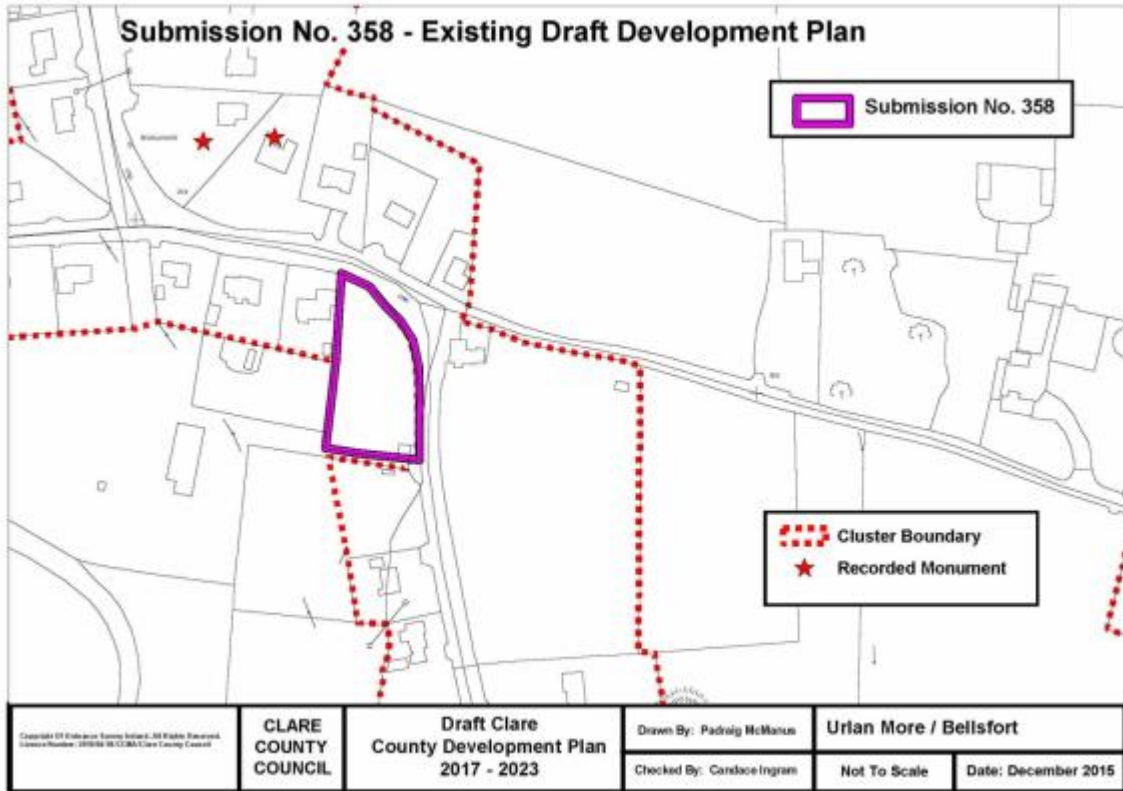 Submission No. 358 - Existing Draft Development Plan
Submission No. 358
Monument
Cluster Boundary
Recorded Monument
CLARE
COUNTY
COUNCIL
Draft Clare
County Development Plan
2017 - 2023
Drawn By: Padraig McManus
Checked By: Candace Ingram
Urlan More / Bellsfort
Not To Scale
Date: December 2015